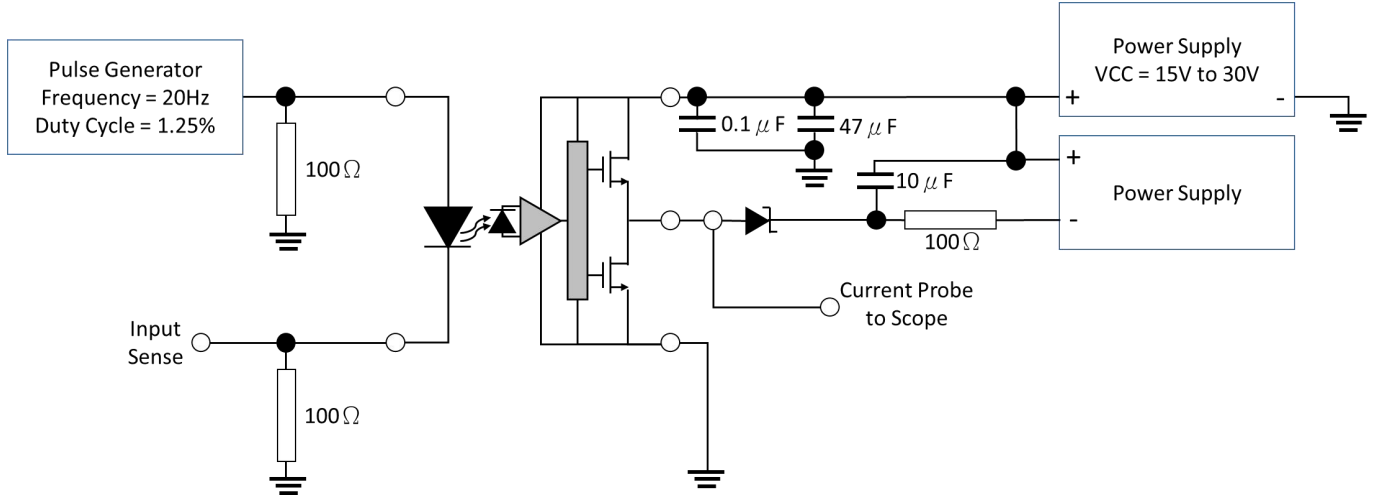 Pulse Generator
Frequency = 20Hz
Duty Cycle = 1.25%
100Ω
Input
Sense
100Ω
0.1 μF
47 μF
10 μF
100Ω
Current Probe
to Scope
Power Supply
VCC = 15V to 30V
+
-
Power Supply
+
-